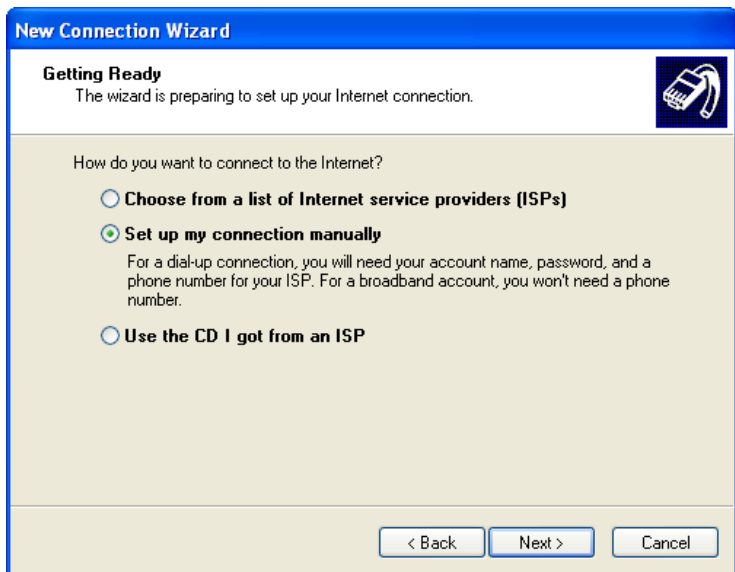 New Connection Wizard
Getting Ready
The wizard is preparing to set up your Internet connection.
How do you want to connect to the Internet?
Choose from a list of Internet service providers (ISPs)
Set up my connection manually
For a dial-up connection, you will need your account name, password, and a
phone number for your ISP. For a broadband account, you won't need a phone
number.
Use the CD I got from an ISP
< Back Next > Cancel